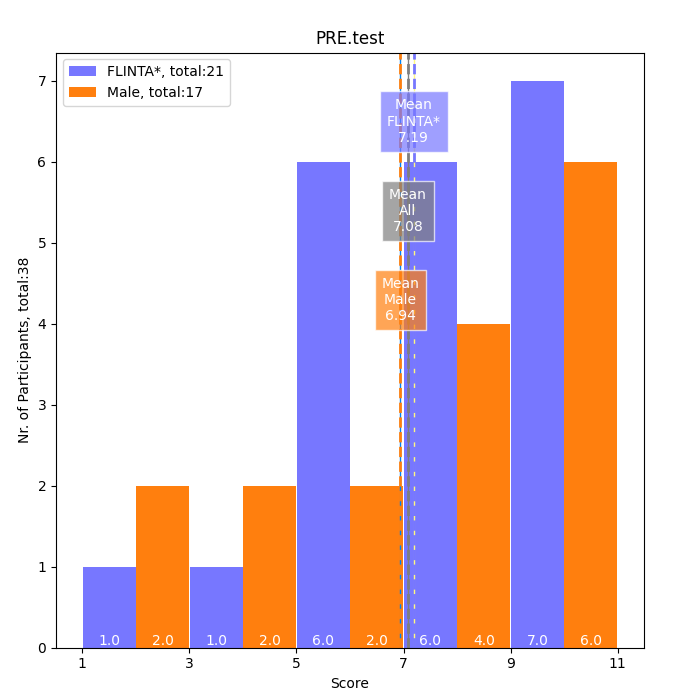 PRE.test
FLINTA*, total:21
Male, total:17
Mean
FLINTA*
7.19
Mean
All
7.08
Mean
Male
6.94
Nr. of Participants, total:38
7
6
5
4
3
2
1
0
1.0 2.0 1.0 2.0 6.0 2.0 6.0 4.0 7.0 6.0
1 3 5 7 9 11
Score